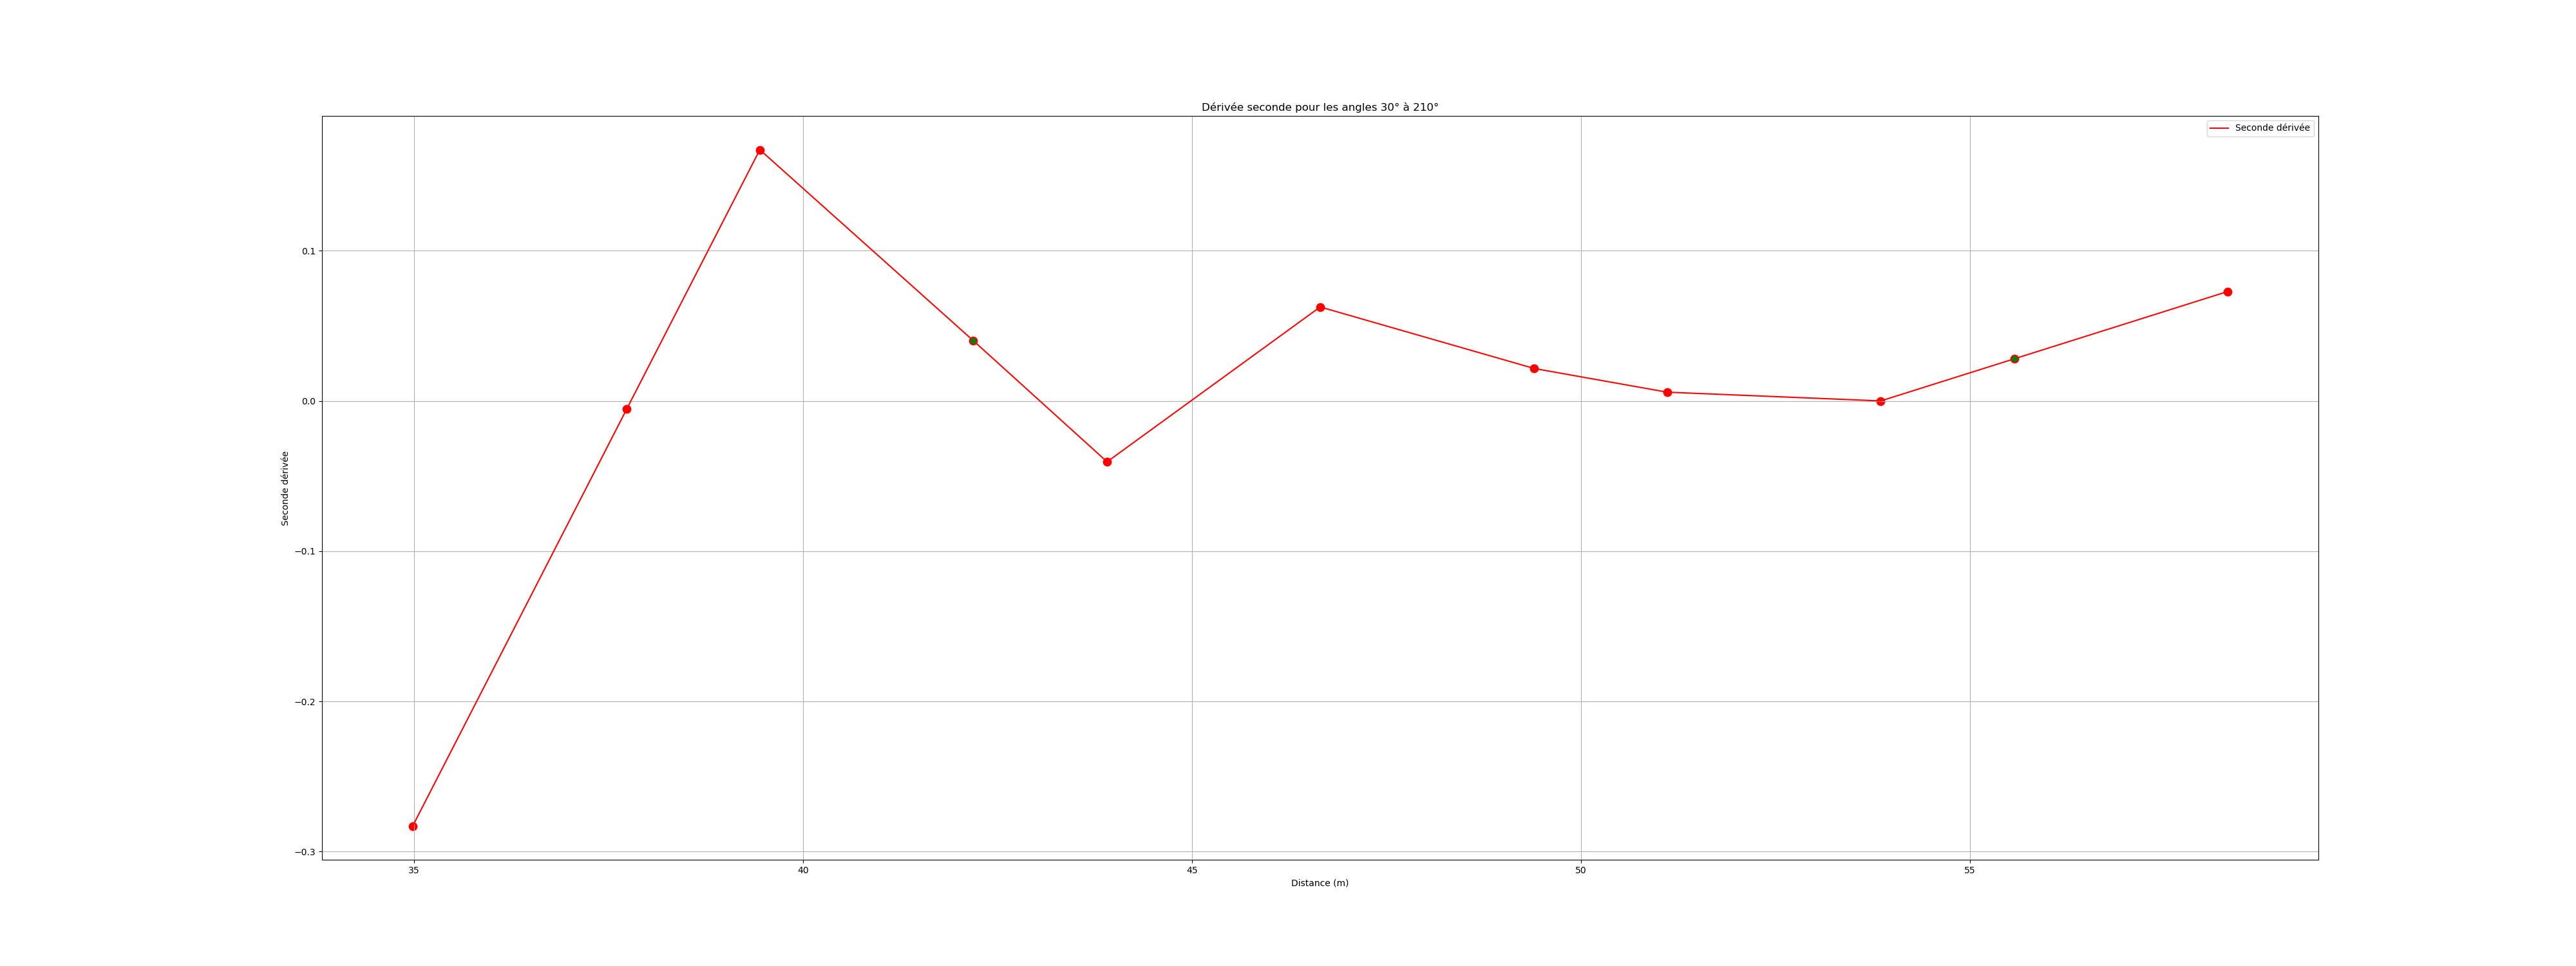 Dérivée seconde pour les angles 30° à 210°
Seconde dérivée
0.1
0.0
−0.1
−0.2
−0.3
Seconde dérivée
35 40 45 50 55
Distance (m)